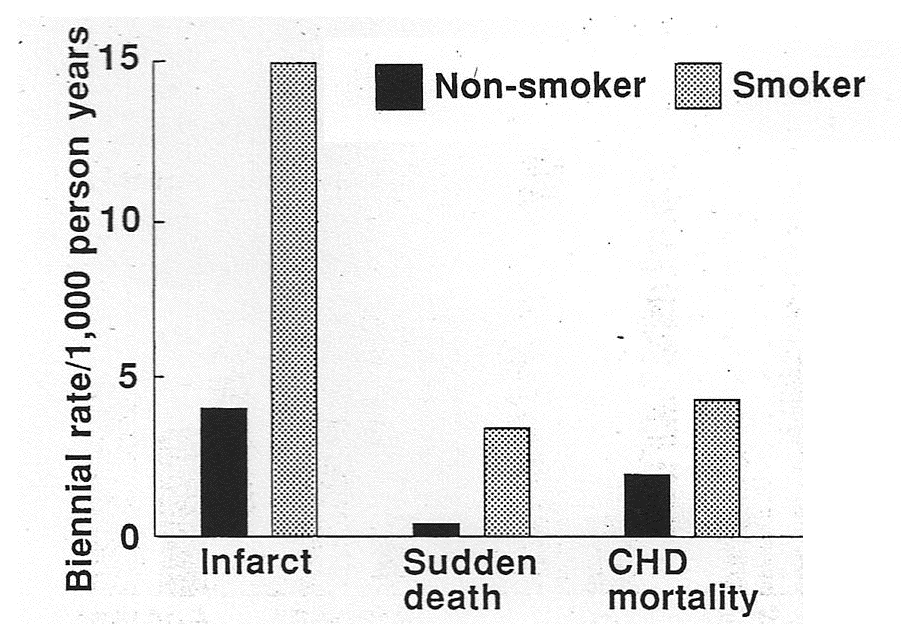 Biennial rate/1,000 person years
15
10
5
0
Non-smoker
Smoker
Infarct
Sudden
death
CHD
mortality